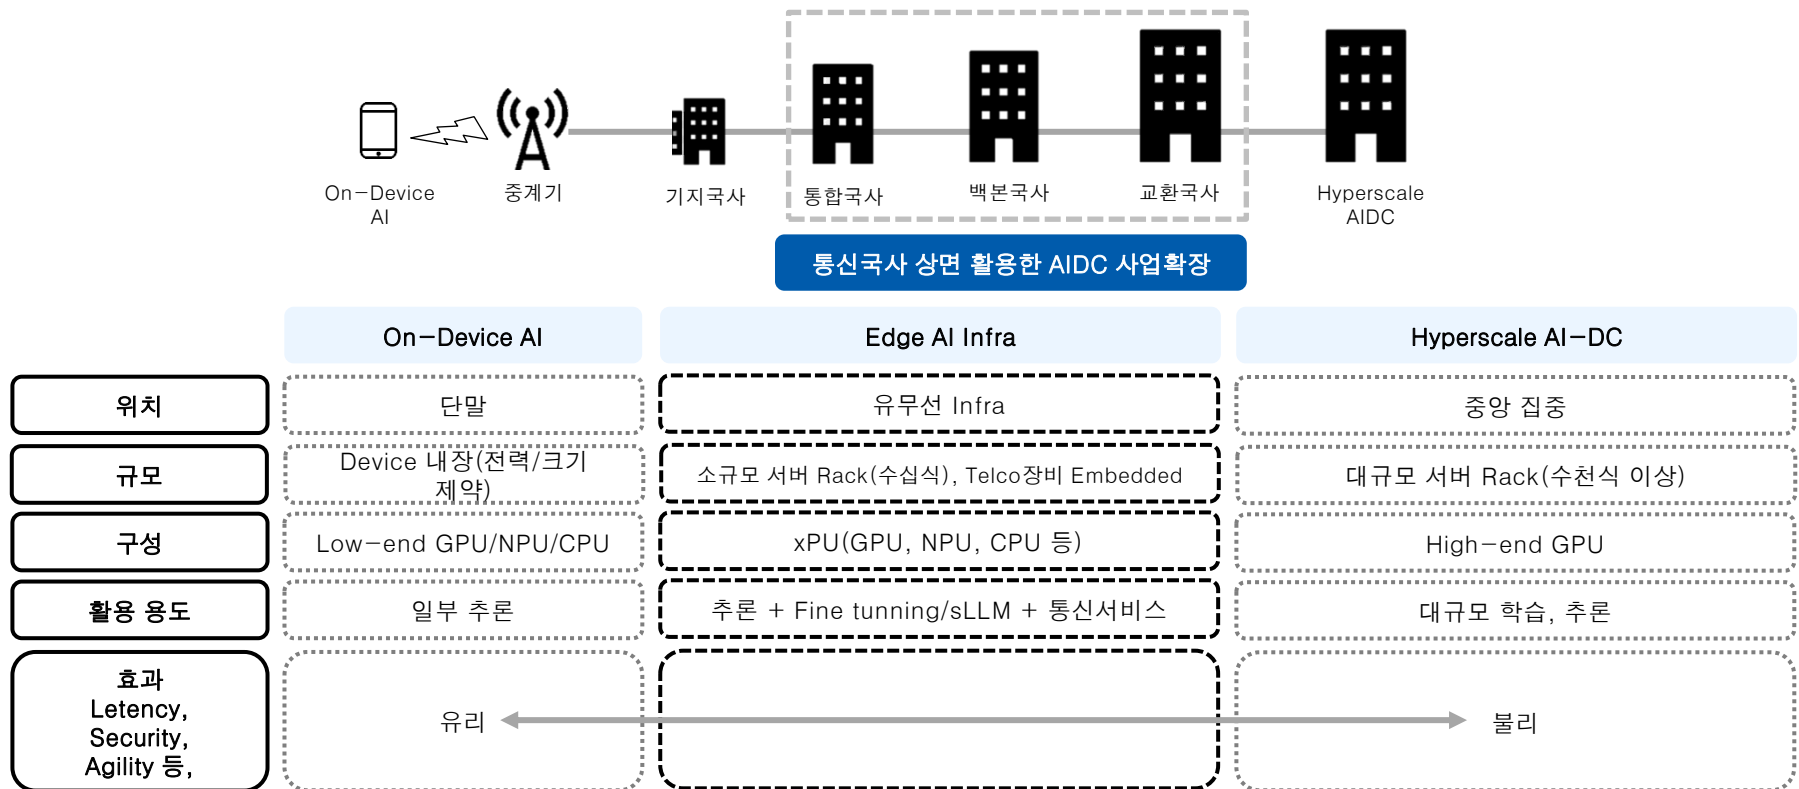 On-Device
AI
중계기
기지국사
통합국사
백본국사
교환국사
Hyperscale
AIDC
통신국사 상면 활용한 AIDC 사업확장
On-Device AI
Edge AI Infra
Hyperscale AI-DC
위치
단말
유무선 Infra
중앙 집중
규모
Device 내장(전력/크기
제약)
소규모 서버 Rack(수십식), Telco장비 Embedded
대규모 서버 Rack(수천식 이상)
구성
Low-end GPU/NPU/CPU
xPU(GPU, NPU, CPU 등)
High-end GPU
활용 용도
일부 추론
추론 + Fine tunning/sLLM + 통신서비스
대규모 학습, 추론
효과
Letency,
Security,
Agility 등,
유리
불리